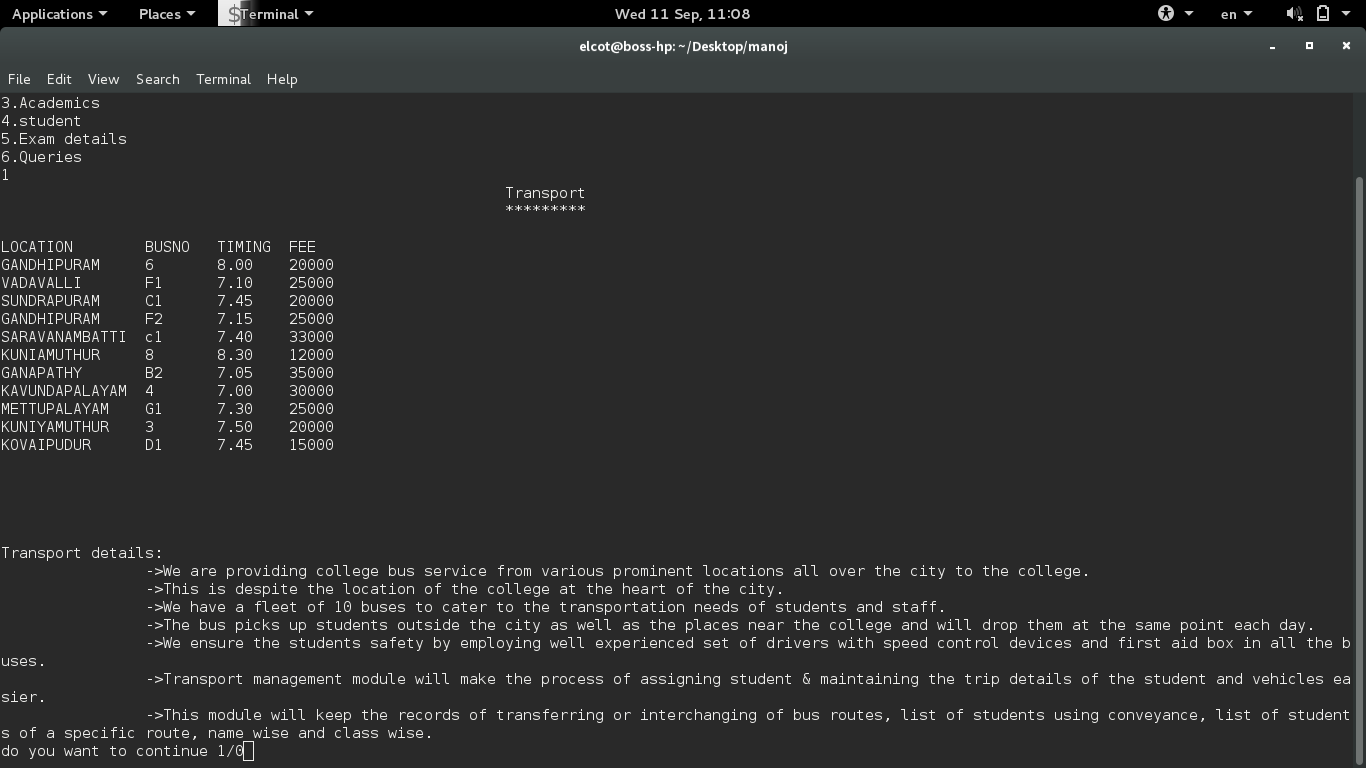 Applications Places Terminal Wed 11 Sep, 11:08 en
elcot@boss-hp: ~/Desktop/manoj
File Edit View Search Terminal Help
3.Academics
4.student
5.Exam details
6.Queries
1
Transport
*********
LOCATION BUSNO TIMING FEE
GANDHIPURAM 6 8.00 20000
VADAVALLI F1 7.10 25000
SUNDRAPURAM C1 7.45 20000
GANDHIPURAM F2 7.15 25000
SARAVANAMBATTI c1 7.40 33000
KUNIAMUTHUR 8 8.30 12000
GANAPATHY B2 7.05 35000
KAVUNDAPALAYAM 4 7.00 30000
METTUPALAYAM G1 7.30 25000
KUNIYAMUTHUR 3 7.50 20000
KOVAIPUDUR D1 7.45 15000
Transport details:
->We are providing college bus service from various prominent locations all over the city to the college.
->This is despite the location of the college at the heart of the city.
->We have a fleet of 10 buses to cater to the transportation needs of students and staff.
->The bus picks up students outside the city as well as the places near the college and will drop them at the same point each day.
->We ensure the students safety by employing well experienced set of drivers with speed control devices and first aid box in all the b
uses.
->Transport management module will make the process of assigning student & maintaining the trip details of the student and vehicles ea
sier.
->This module will keep the records of transferring or interchanging of bus routes, list of students using conveyance, list of student
s of a specific route, name wise and class wise.
do you want to continue 1/0